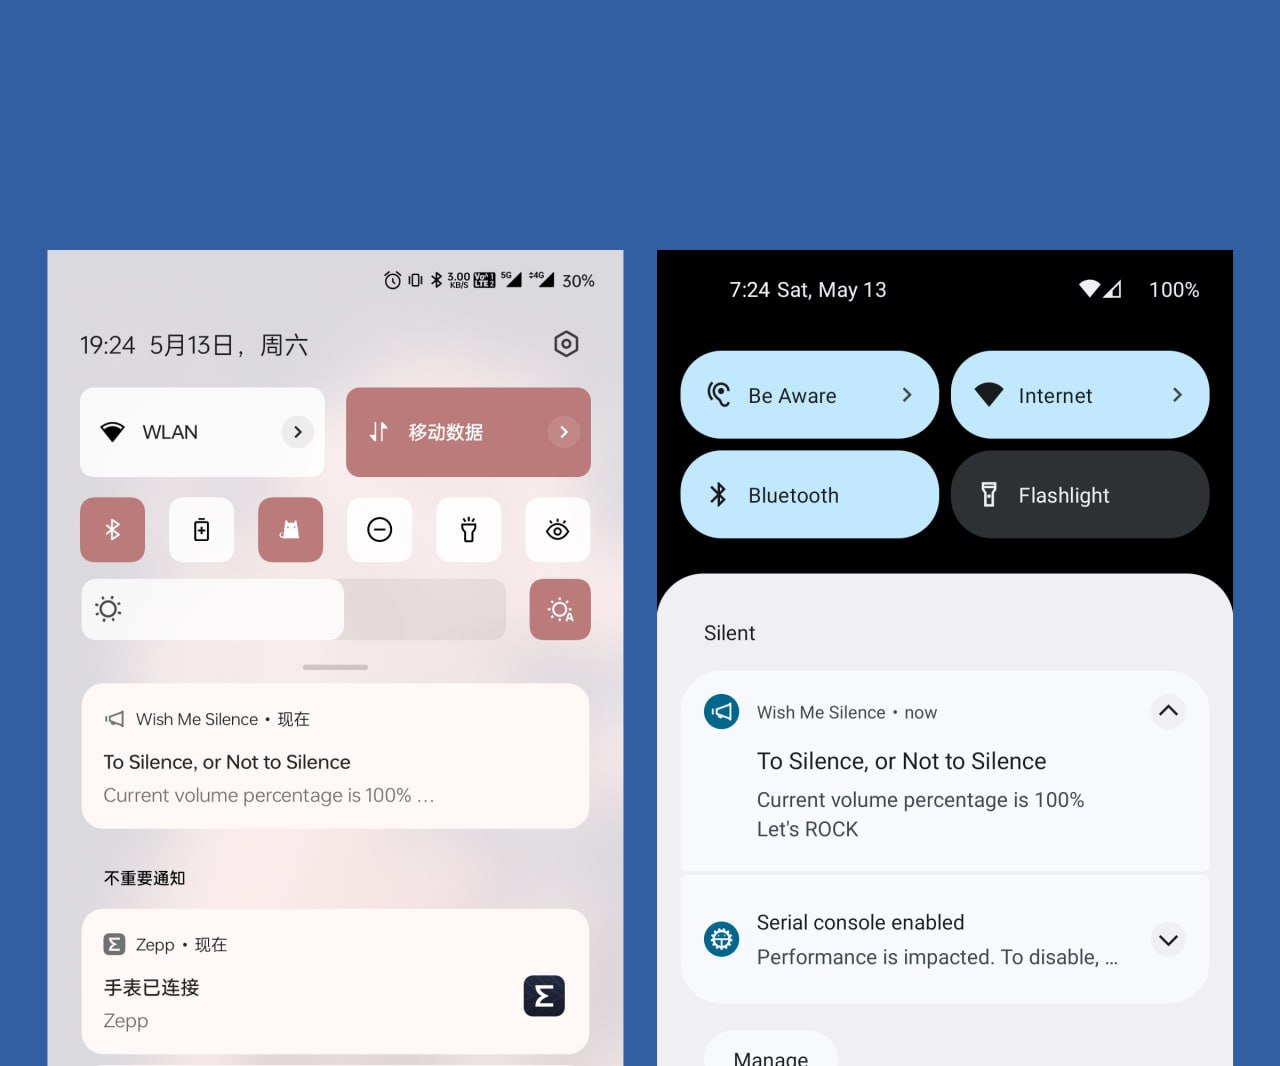 3.00
KB/S
Vo 1
LTE 2
5G
4G
30%
19:24 5月13日，周六
WLAN
移动数据
A
Wish Me Silence • 现在
To Silence, or Not to Silence
Current volume percentage is 100% …
不重要通知
Zepp • 现在
手表已连接
Zepp
7:24 Sat, May 13
100%
Be Aware
Internet
Bluetooth
Flashlight
Silent
Wish Me Silence • now
To Silence, or Not to Silence
Current volume percentage is 100%
Let's ROCK
Serial console enabled
Performance is impacted. To disable, …
Manage